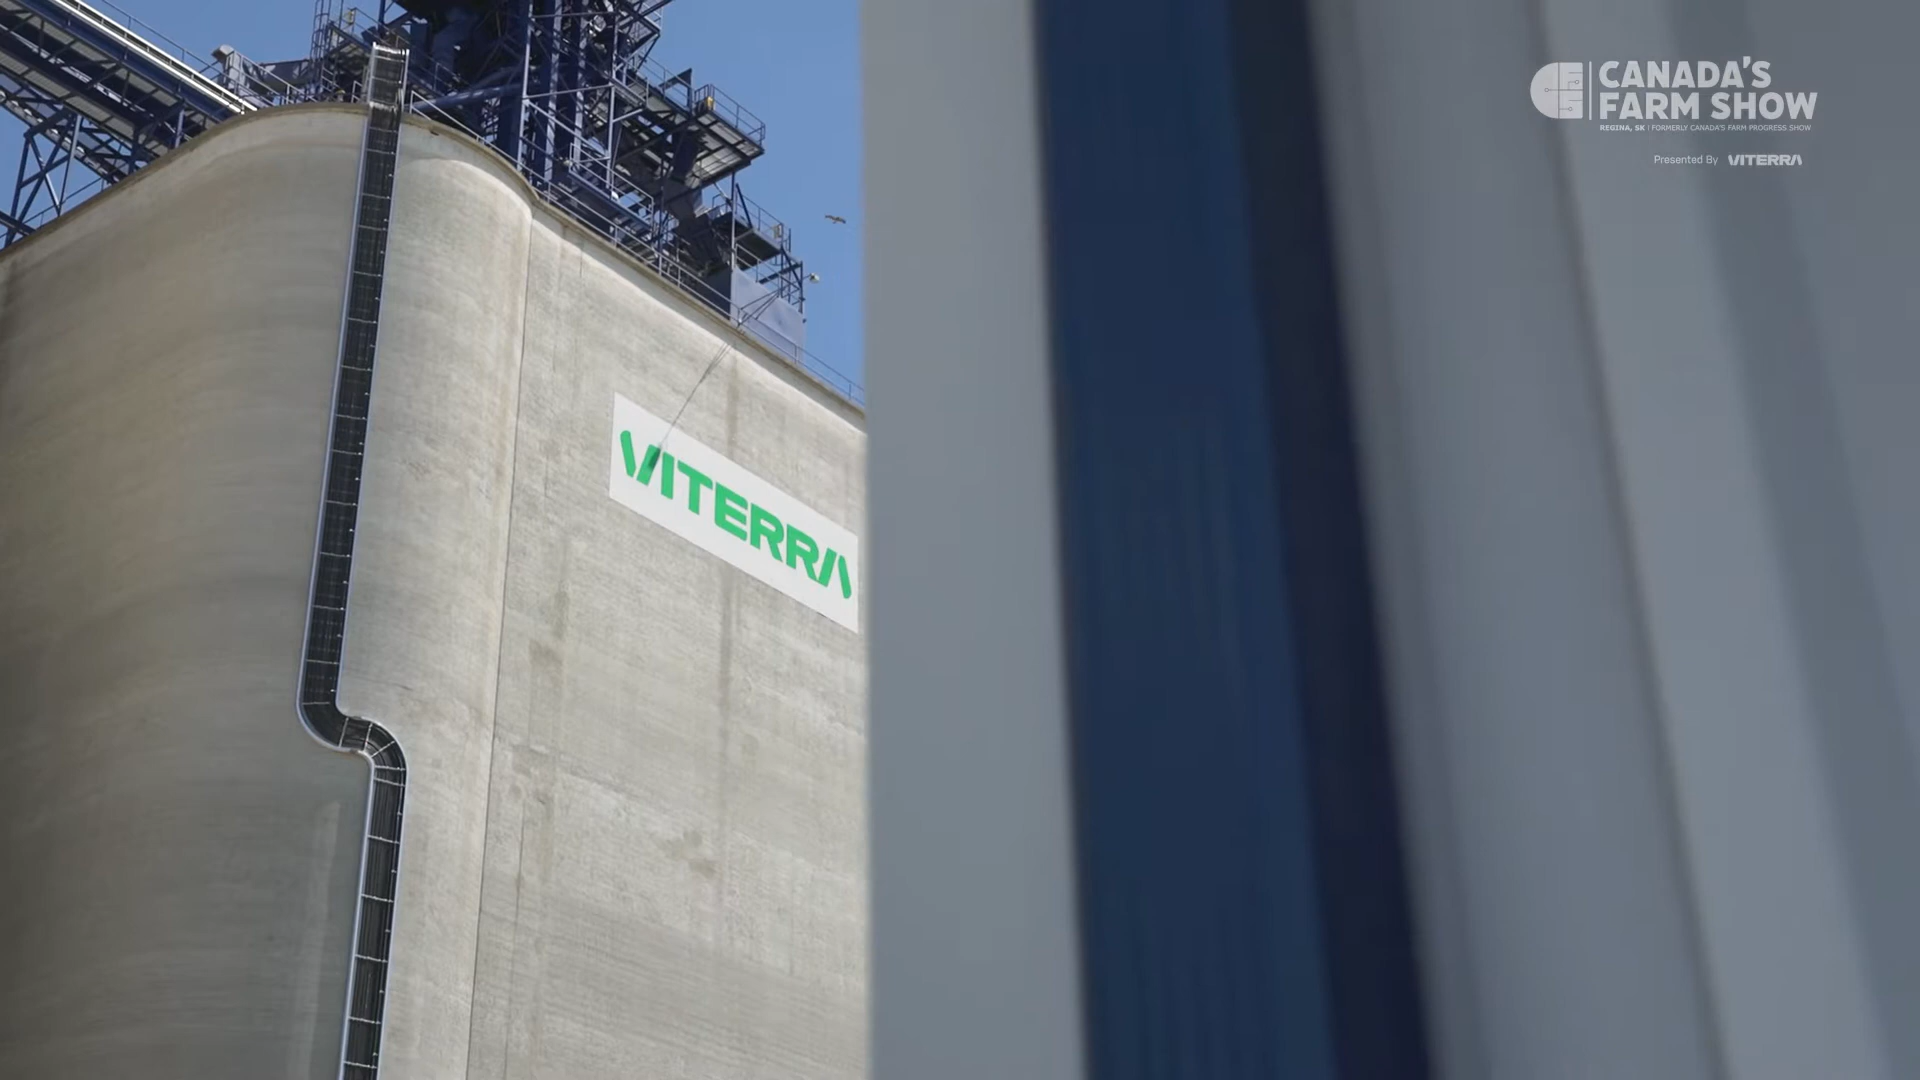 CANADA'S
FARM SHOW
REGINA, SK | FORMERLY CANADA'S FARM PROGRESS SHOW
Presented By VITERRA
VITERRA